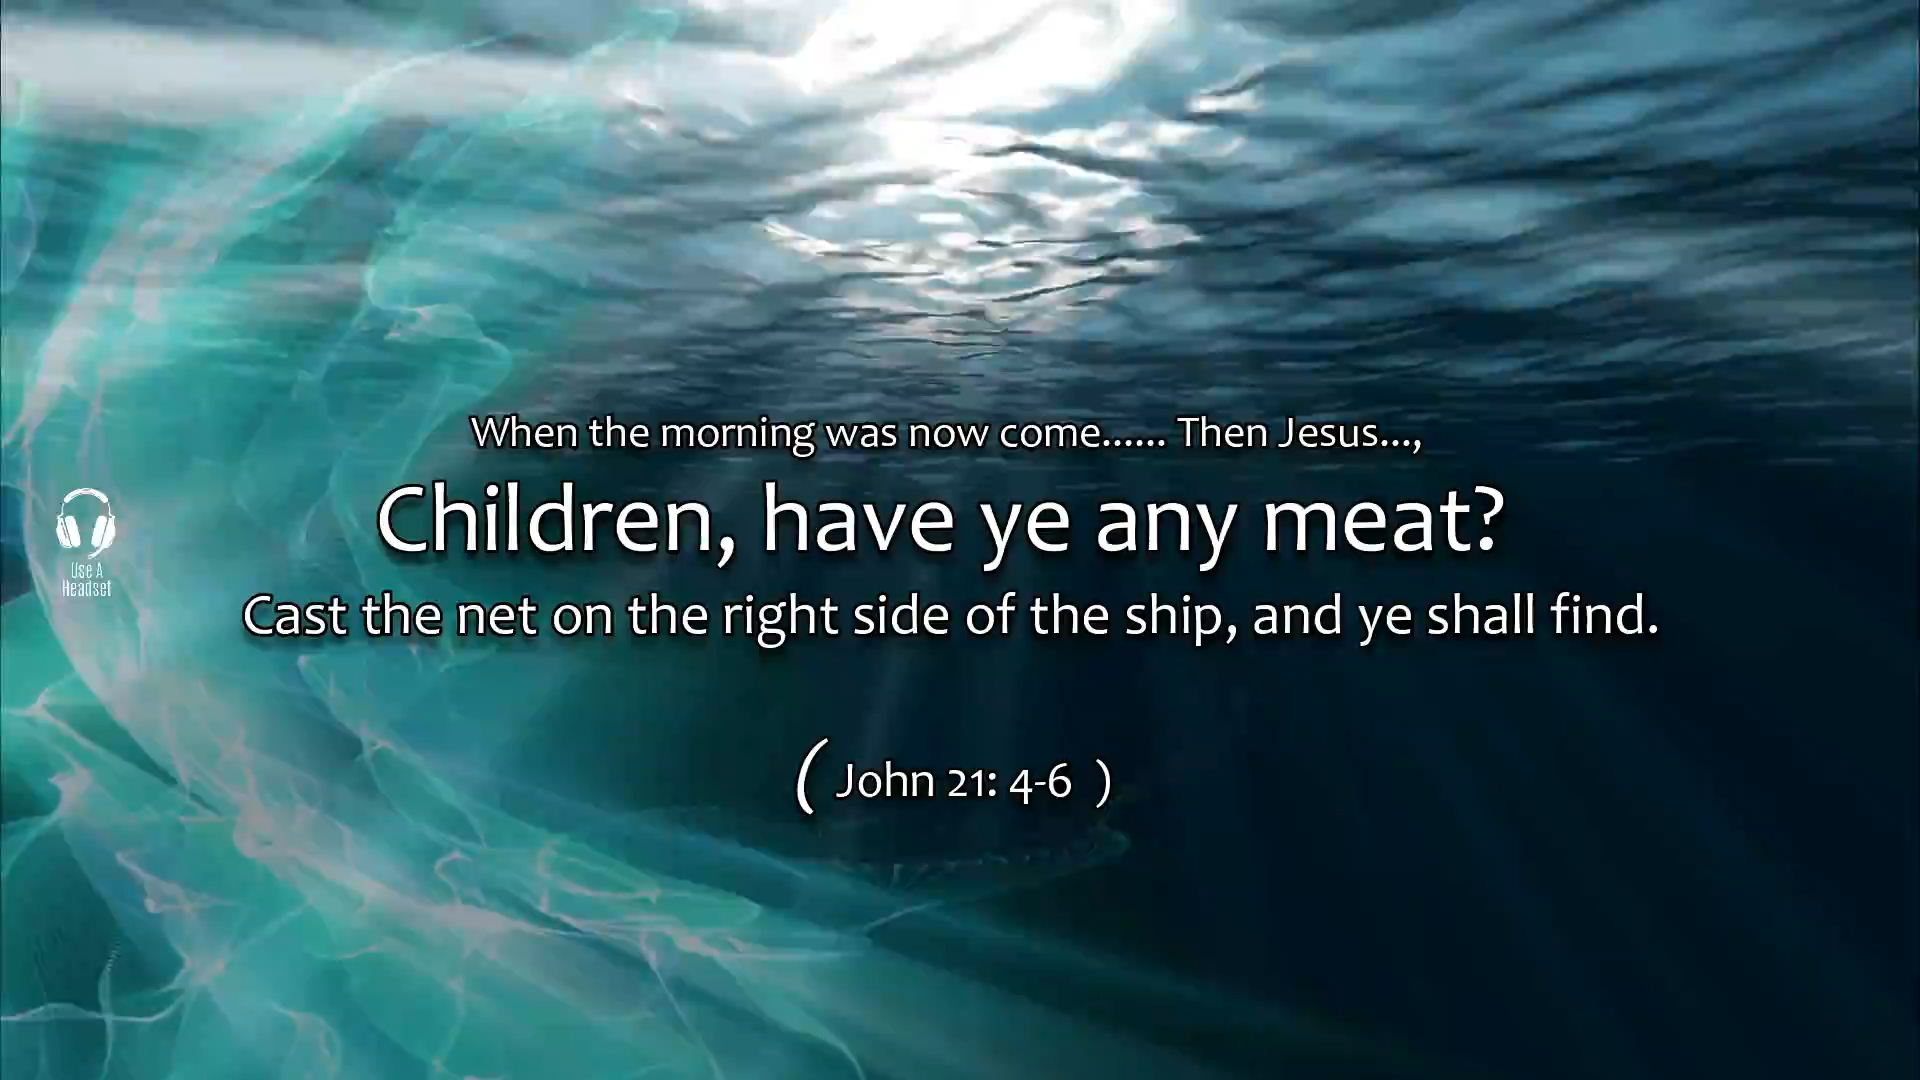 When the morning was now come...... Then Jesus...,
Children, have ye any meat?
Use A
Headset
Cast the net on the right side of the ship, and ye shall find.
( John 21: 4-6 )